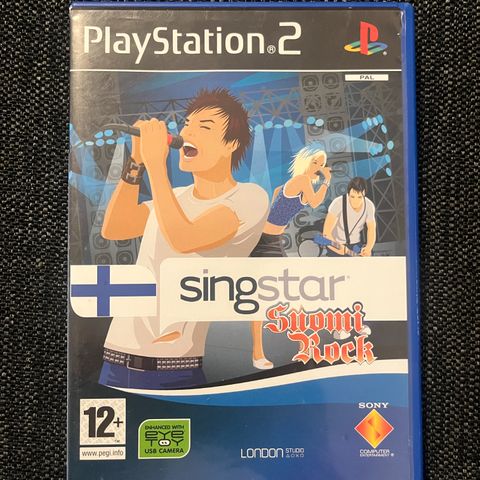 PlayStation®2
PAL
singstar®
Suomi
Rock
12+
www.pegi.info
ENHANCED WITH
EYE
TOY
USB CAMERA
LONDON STUDIO
SONY
COMPUTER
ENTERTAINMENT®